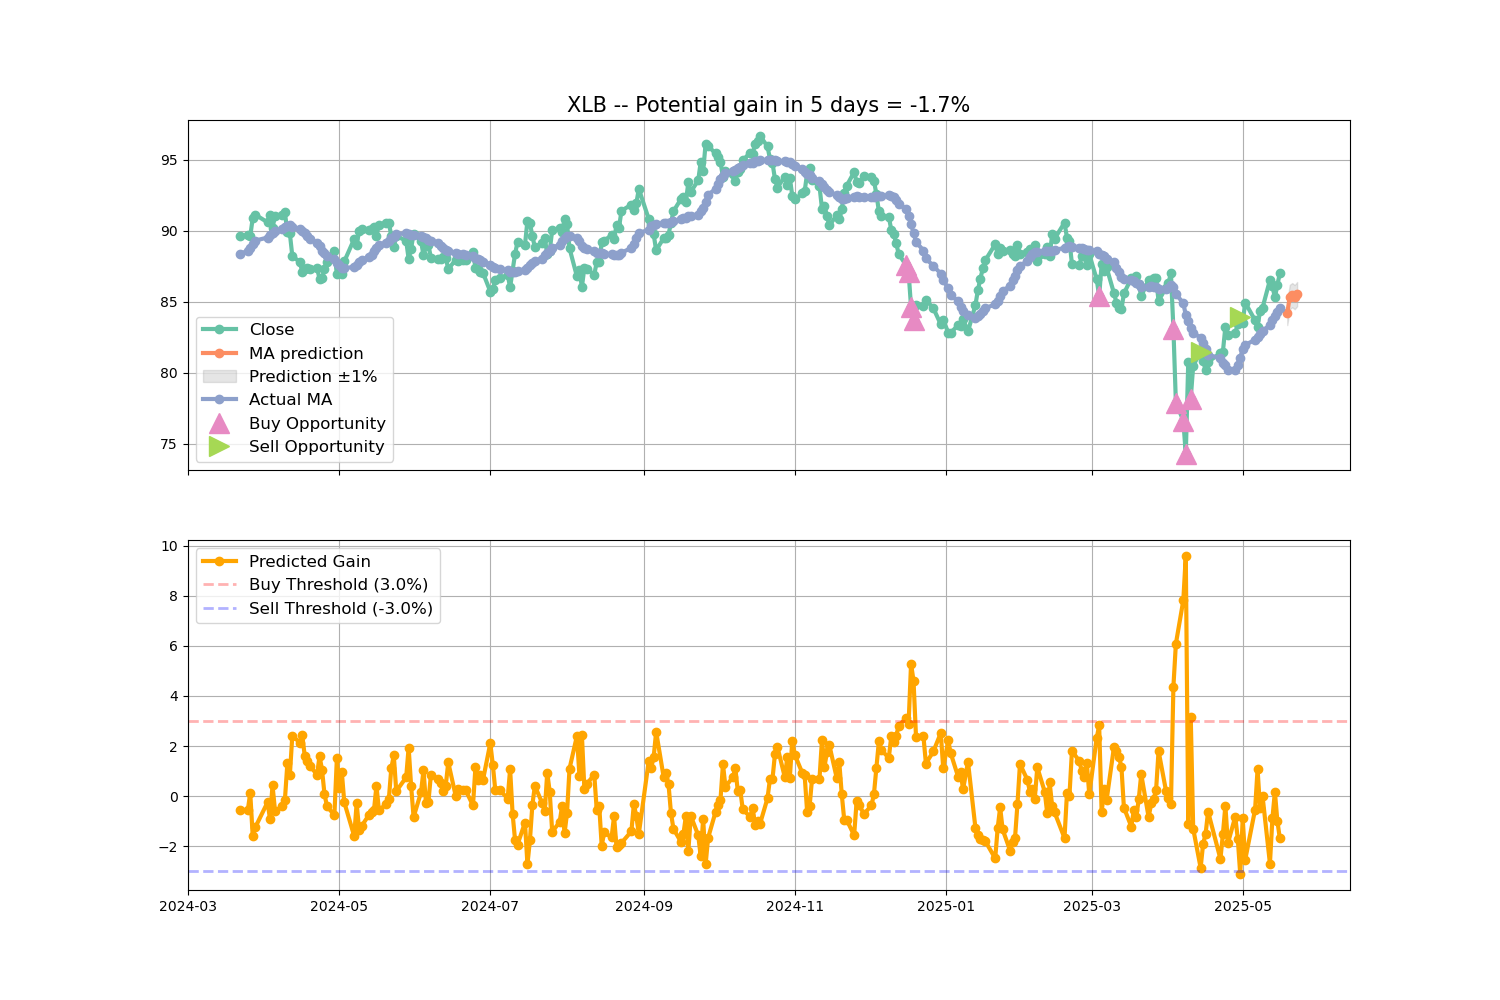 XLB -- Potential gain in 5 days = -1.7%
95
90
85
80
75
Close
MA prediction
Prediction ±1%
Actual MA
Buy Opportunity
Sell Opportunity
10
8
6
4
2
0
−2
Predicted Gain
Buy Threshold (3.0%)
Sell Threshold (-3.0%)
2024-03 2024-05 2024-07 2024-09 2024-11 2025-01 2025-03 2025-05